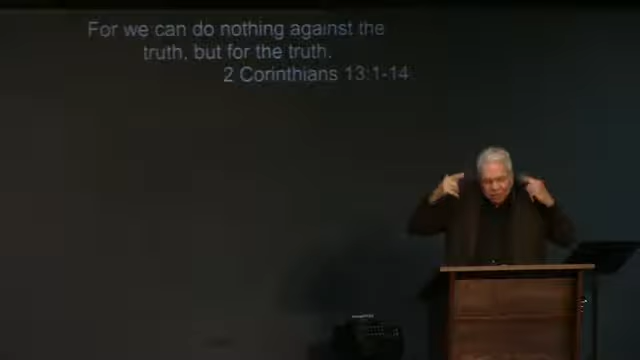 For we can do nothing against the
truth, but for the truth.
2 Corinthians 13:1-14